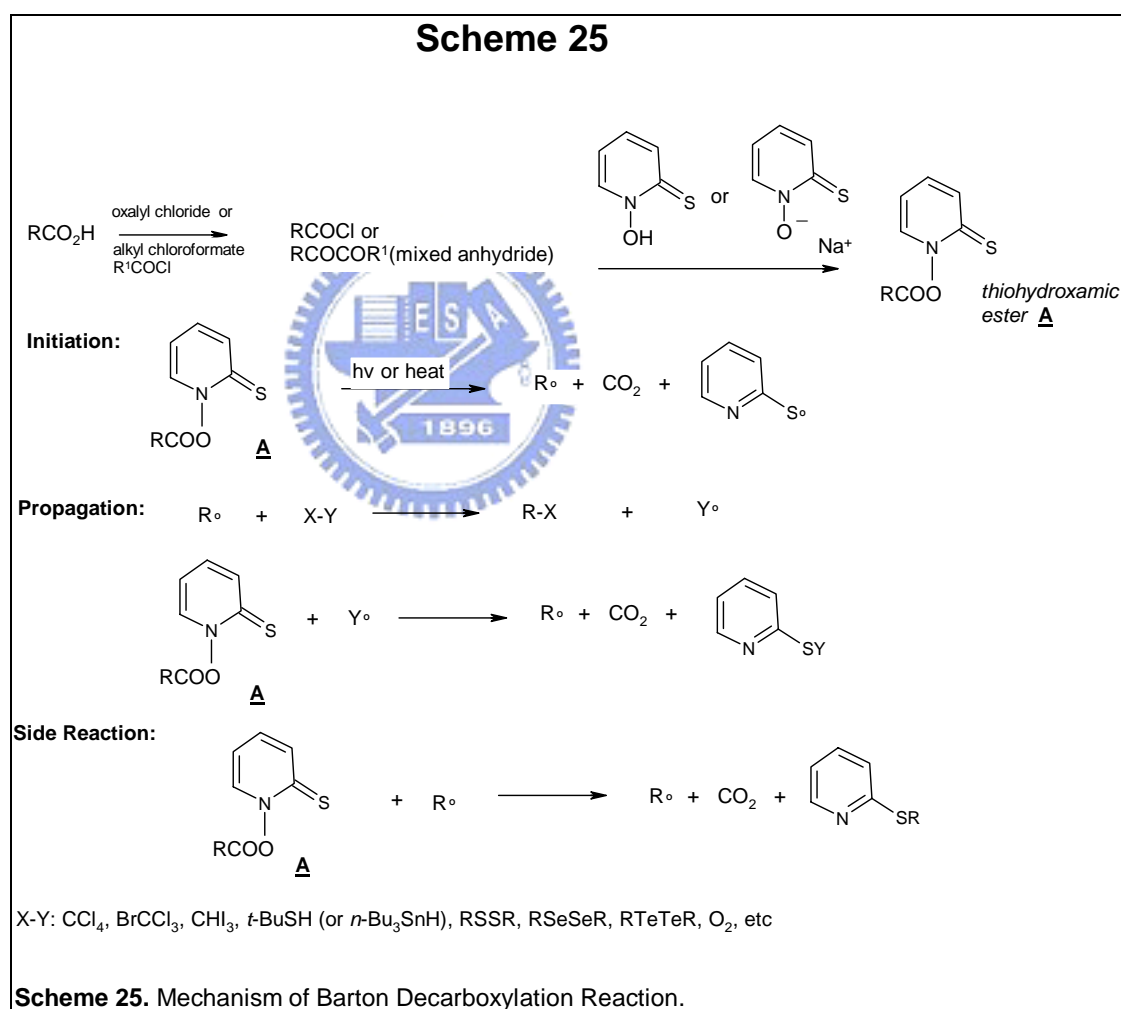 Scheme 25
N
OH
S
or
N
O –
S
Na⁺
RCO₂H
oxalyl chloride or
alkyl chloroformate
R¹COCl
RCOCl or
RCOCOR¹(mixed anhydride)
N
S
RCOO
thiohydroxamic
ester A
Initiation:
N
S
RCOO
A
hν or heat
R∘ + CO₂ +
N
S∘
E S A
1896
Propagation:
R∘ + X-Y
R-X + Y∘
N
S
RCOO
A
+ Y∘
R∘ + CO₂ +
N
SY
Side Reaction:
N
S
RCOO
A
+ R∘
R∘ + CO₂ +
N
SR
X-Y: CCl₄, BrCCl₃, CHI₃, t-BuSH (or n-Bu₃SnH), RSSR, RSeSeR, RTeTeR, O₂, etc
Scheme 25. Mechanism of Barton Decarboxylation Reaction.